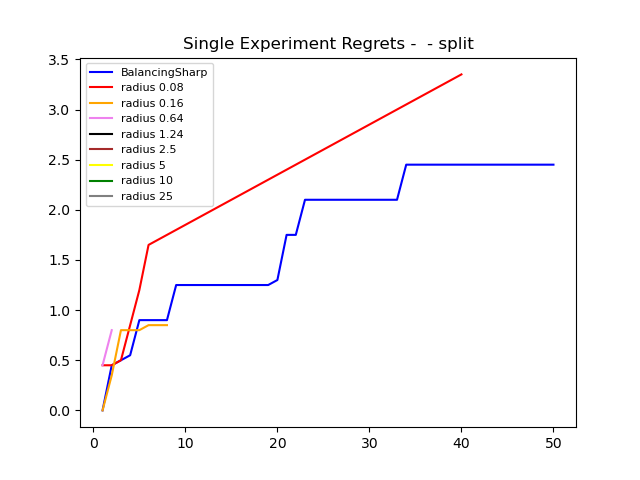 Single Experiment Regrets -  - split
BalancingSharp
radius 0.08
radius 0.16
radius 0.64
radius 1.24
radius 2.5
radius 5
radius 10
radius 25
3.5
3.0
2.5
2.0
1.5
1.0
0.5
0.0
0 10 20 30 40 50